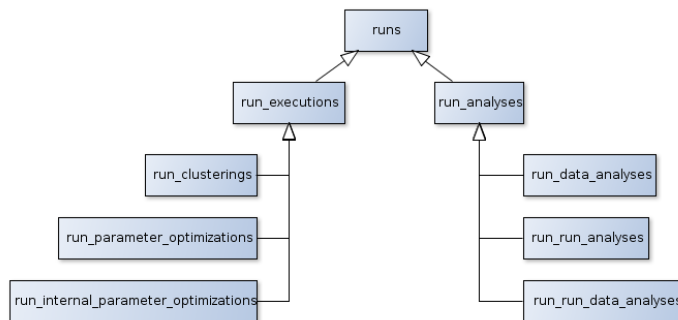 runs
run_executions
run_analyses
run_clusterings
run_data_analyses
run_parameter_optimizations
run_run_analyses
run_internal_parameter_optimizations
run_run_data_analyses